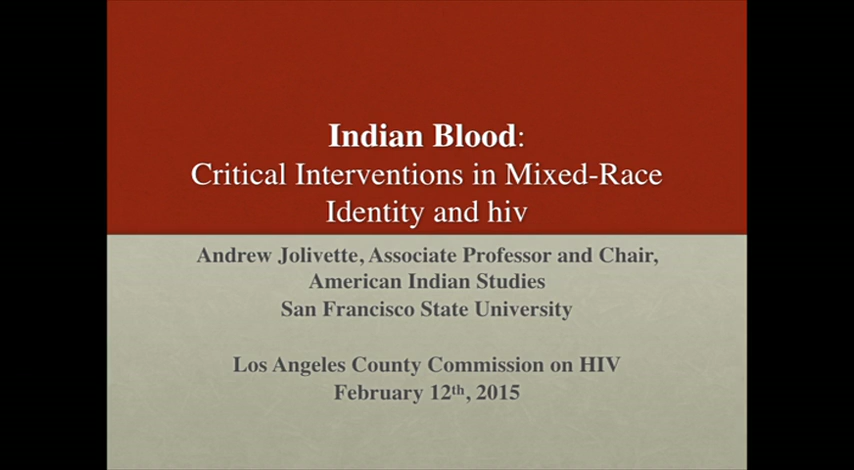 Indian Blood:
Critical Interventions in Mixed-Race
Identity and hiv
Andrew Jolivette, Associate Professor and Chair,
American Indian Studies
San Francisco State University
Los Angeles County Commission on HIV
February 12th, 2015